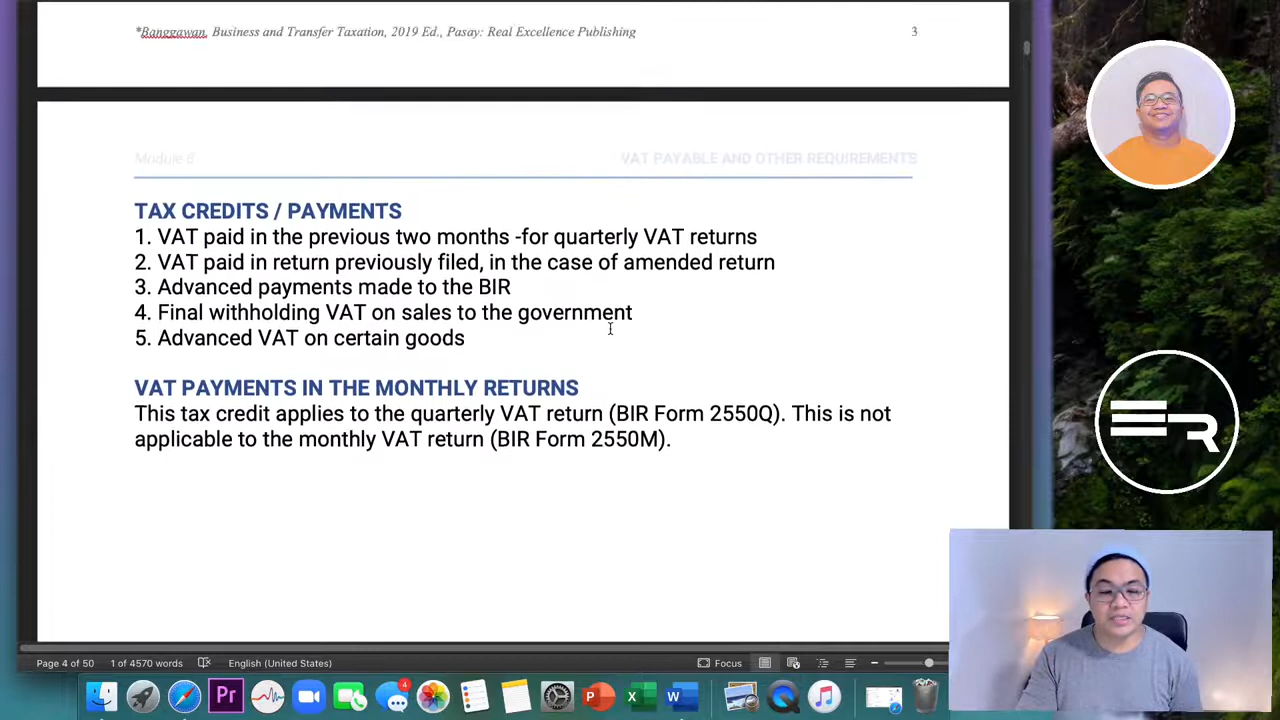 *Banggawan, Business and Transfer Taxation, 2019 Ed., Pasay: Real Excellence Publishing 3
Module 6 VAT PAYABLE AND OTHER REQUIREMENTS
TAX CREDITS / PAYMENTS
1. VAT paid in the previous two months -for quarterly VAT returns
2. VAT paid in return previously filed, in the case of amended return
3. Advanced payments made to the BIR
4. Final withholding VAT on sales to the government
5. Advanced VAT on certain goods
VAT PAYMENTS IN THE MONTHLY RETURNS
This tax credit applies to the quarterly VAT return (BIR Form 2550Q). This is not
applicable to the monthly VAT return (BIR Form 2550M).
ER
Page 4 of 50 1 of 4570 words English (United States) Focus
Pr 4 P X W